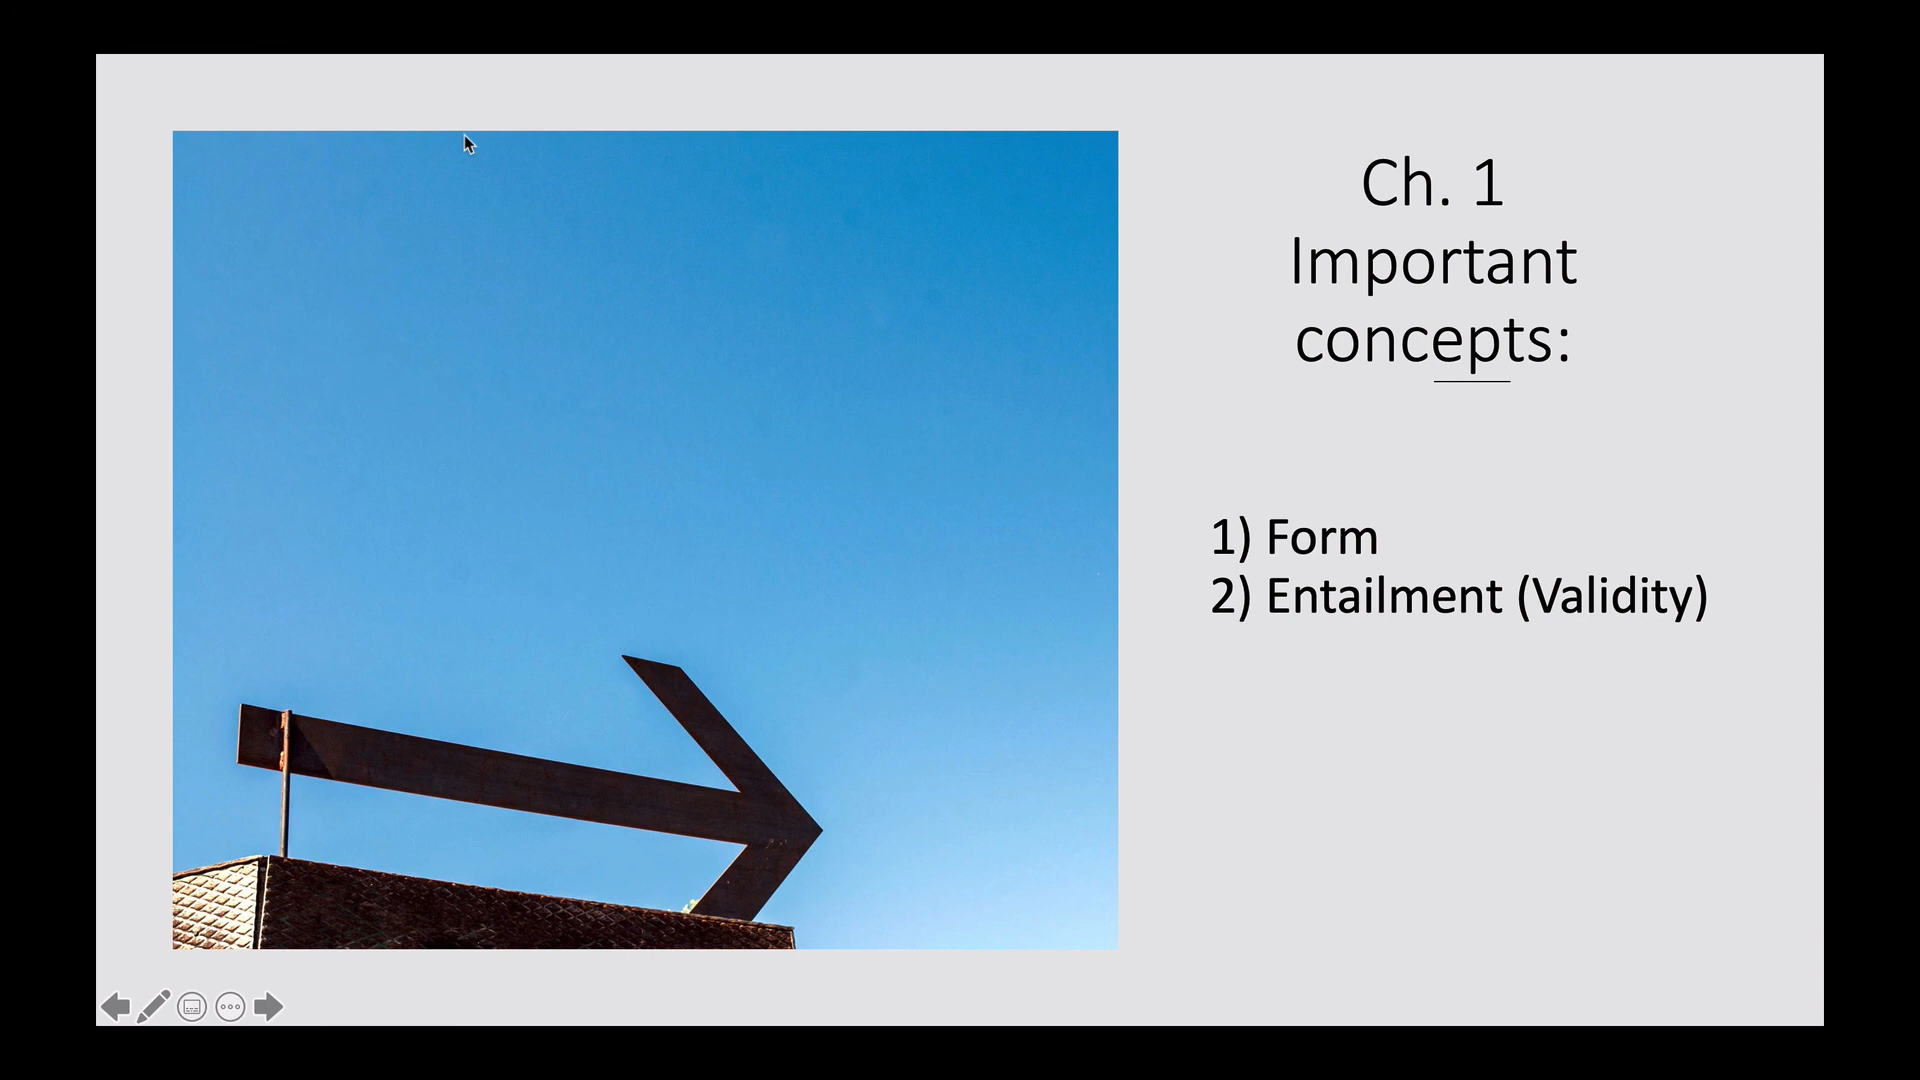 Ch. 1
Important
concepts:
1) Form
2) Entailment (Validity)